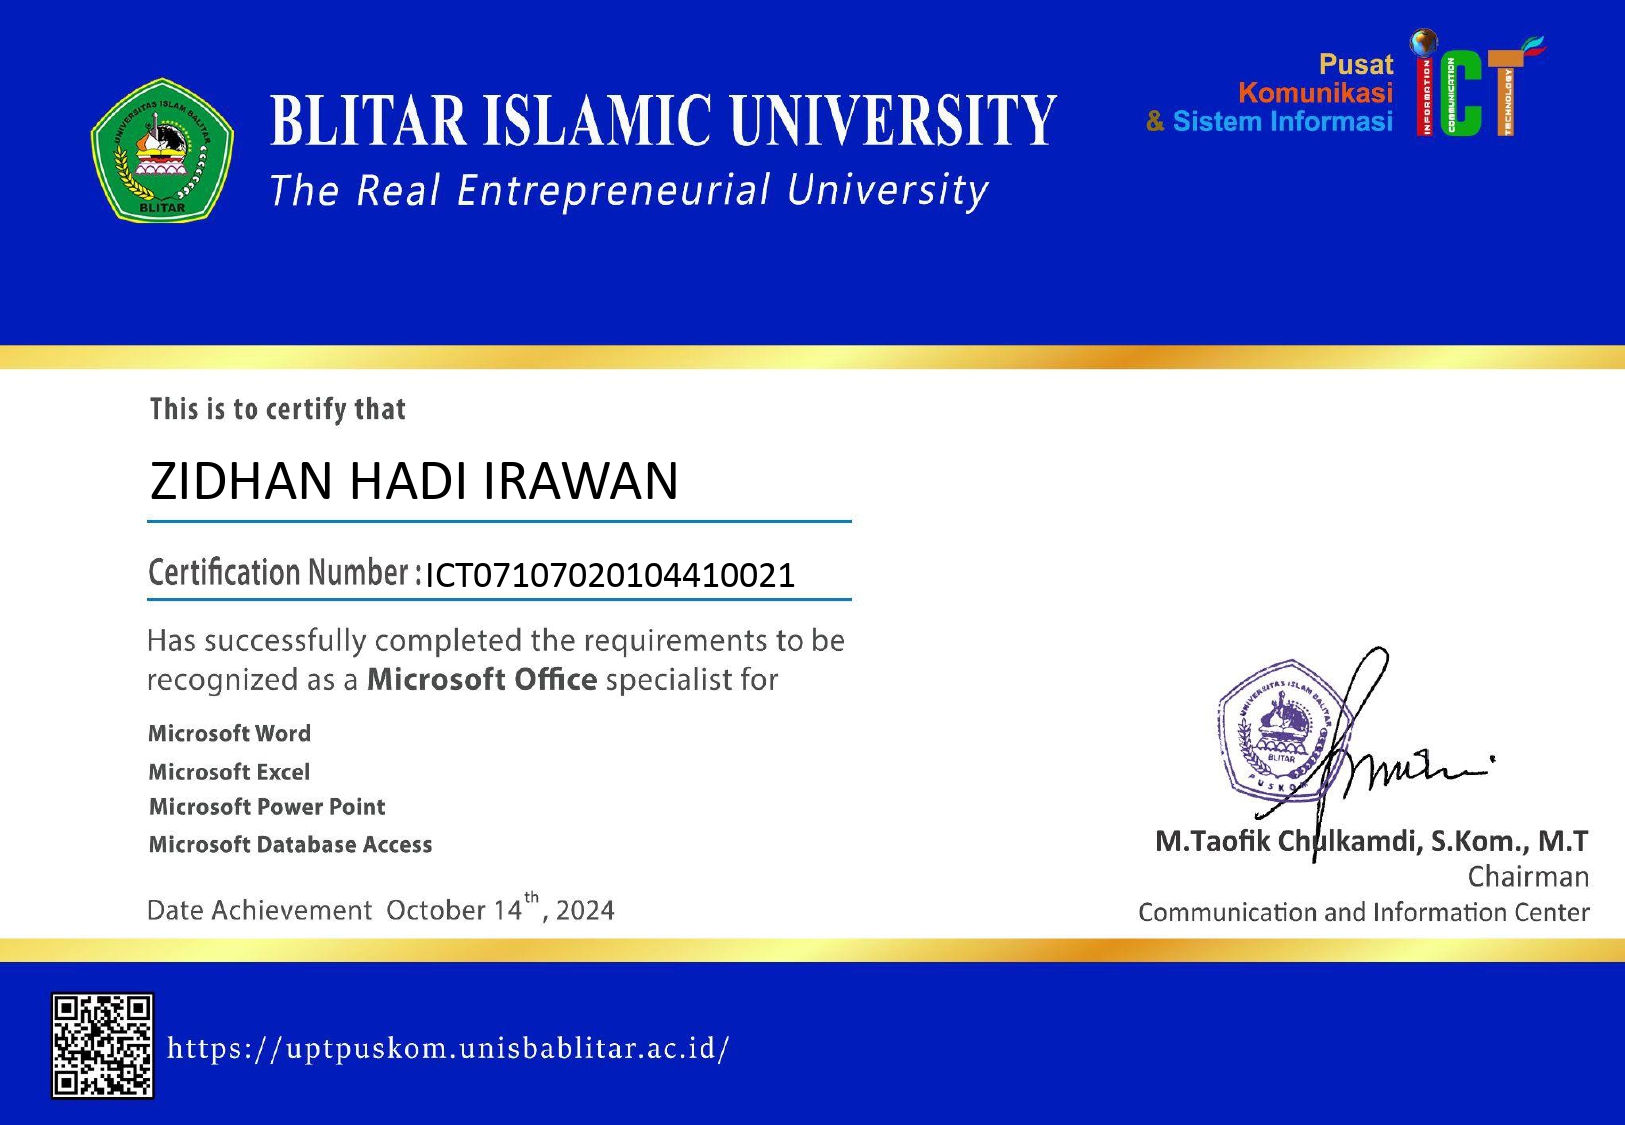 UNIVERSITAS ISLAM BALITAR
BLITAR
BLITAR ISLAMIC UNIVERSITY
The Real Entrepreneurial University
Pusat
Komunikasi
& Sistem Informasi
ICT
INFORMATION
COMMUNICATION
TECHNOLOGY
This is to certify that
ZIDHAN HADI IRAWAN
Certification Number : ICT07107020104410021
Has successfully completed the requirements to be
recognized as a Microsoft Office specialist for
Microsoft Word
Microsoft Excel
Microsoft Power Point
Microsoft Database Access
Date Achievement October 14th, 2024
UNIVERSITAS ISLAM BALITAR
BLITAR
PUSKOM
M.Taofik Chulkamdi, S.Kom., M.T
Chairman
Communication and Information Center
https://uptpuskom.unisbablitar.ac.id/